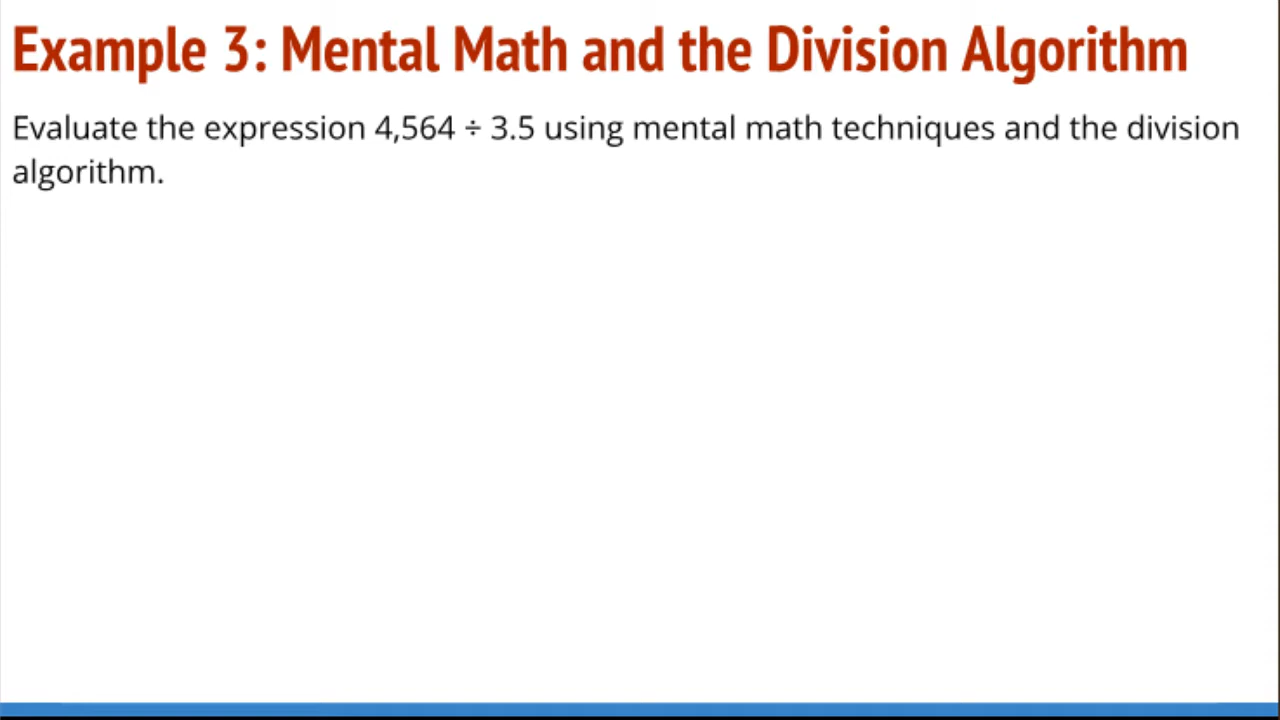 Example 3: Mental Math and the Division Algorithm
Evaluate the expression 4,564 ÷ 3.5 using mental math techniques and the division
algorithm.